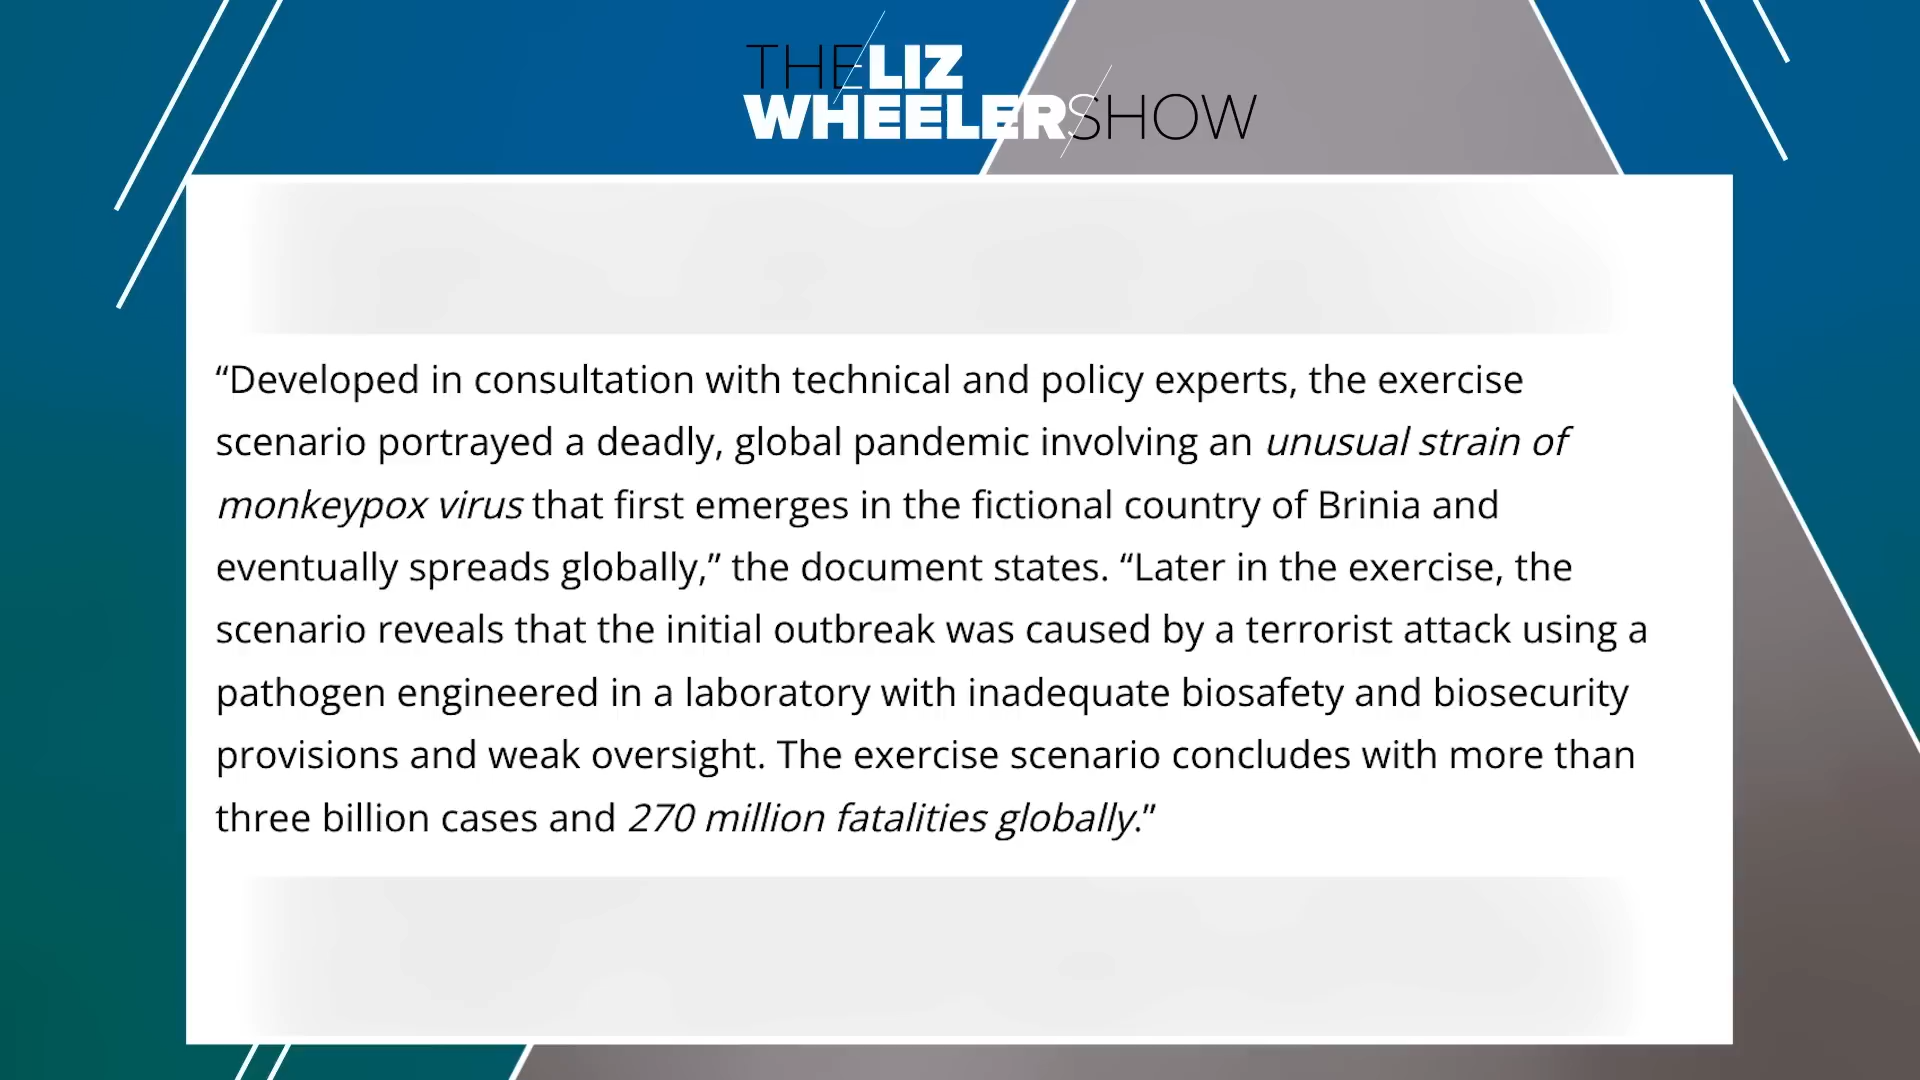 THE LIZ
WHEELER SHOW
“Developed in consultation with technical and policy experts, the exercise
scenario portrayed a deadly, global pandemic involving an unusual strain of
monkeypox virus that first emerges in the fictional country of Brinia and
eventually spreads globally,” the document states. “Later in the exercise, the
scenario reveals that the initial outbreak was caused by a terrorist attack using a
pathogen engineered in a laboratory with inadequate biosafety and biosecurity
provisions and weak oversight. The exercise scenario concludes with more than
three billion cases and 270 million fatalities globally.”